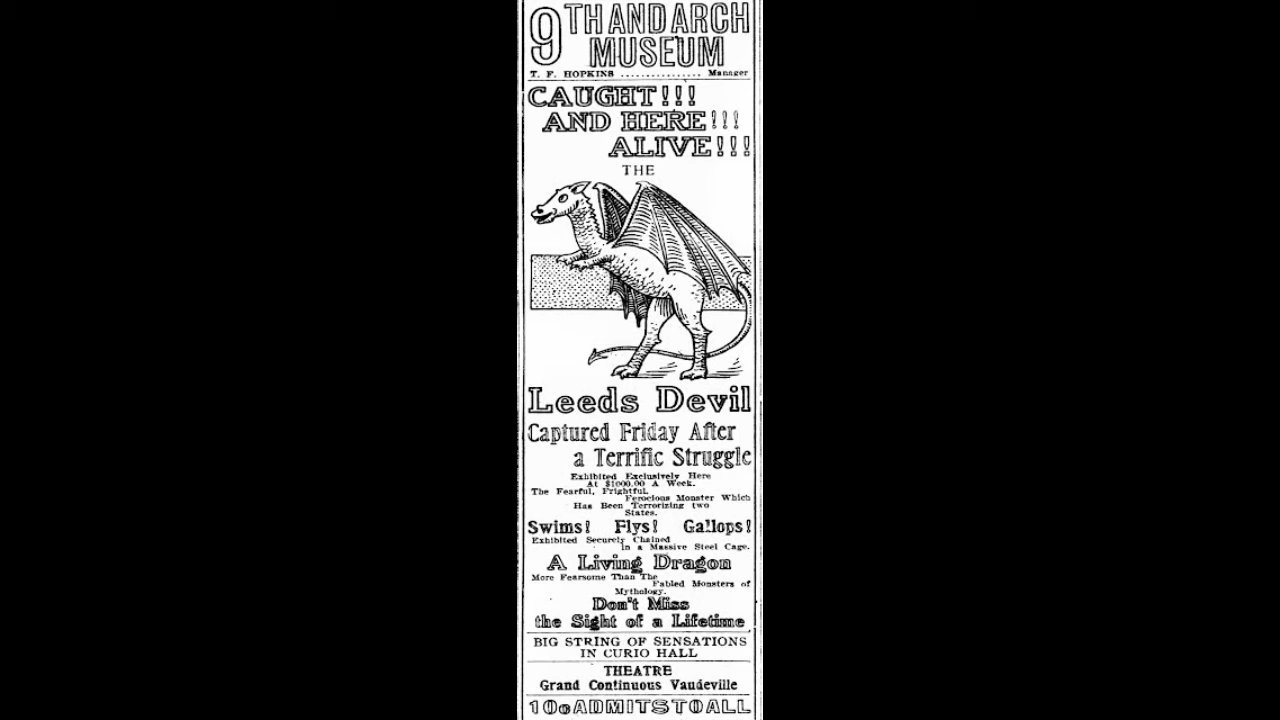 9TH AND ARCH
MUSEUM
T. F. HOPKINS ................ Manager
CAUGHT!!!
AND HERE!!!
ALIVE!!!
THE
Leeds Devil
Captured Friday After
a Terrific Struggle
Exhibited Exclusively Here
At $1000.00 A Week.
The Fearful, Frightful,
Ferocious Monster Which
Has Been Terrorizing two
States.
Swims! Flys! Gallops!
Exhibited Securely Chained
in a Massive Steel Cage.
A Living Dragon
More Fearsome Than The
Fabled Monsters of
Mythology.
Don't Miss
the Sight of a Lifetime
BIG STRING OF SENSATIONS
IN CURIO HALL
THEATRE
Grand Continuous Vaudeville
10c ADMITS TO ALL